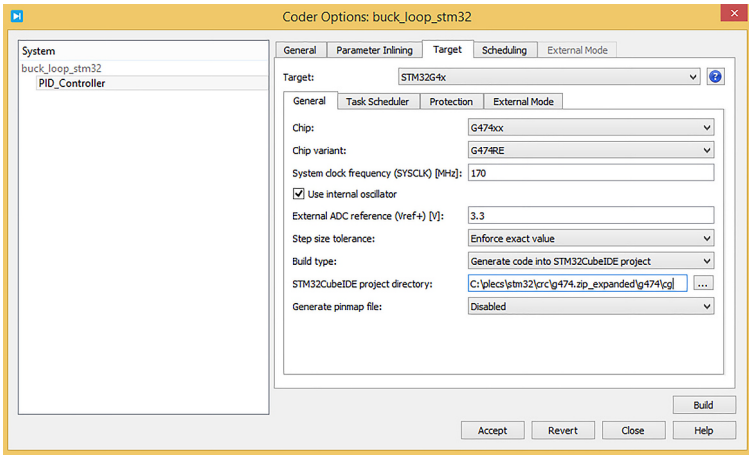 Coder Options: buck_loop_stm32
System
buck_loop_stm32
PID_Controller
General Parameter Inlining Target Scheduling External Mode
Target: STM32G4x ?
General Task Scheduler Protection External Mode
Chip: G474xx
Chip variant: G474RE
System clock frequency (SYSCLK) [MHz]: 170
Use internal oscillator
External ADC reference (Vref+) [V]: 3.3
Step size tolerance: Enforce exact value
Build type: Generate code into STM32CubeIDE project
STM32CubeIDE project directory: C:\plecs\stm32\crc\g474.zip_expanded\g474\cg ...
Generate pinmap file: Disabled
Build
Accept Revert Close Help